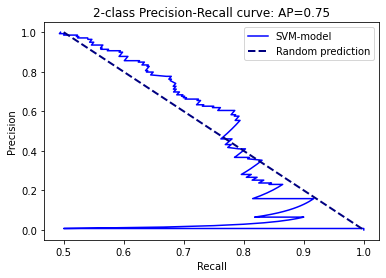 2-class Precision-Recall curve: AP=0.75
SVM-model
Random prediction
Precision
1.0
0.8
0.6
0.4
0.2
0.0
0.5 0.6 0.7 0.8 0.9 1.0
Recall